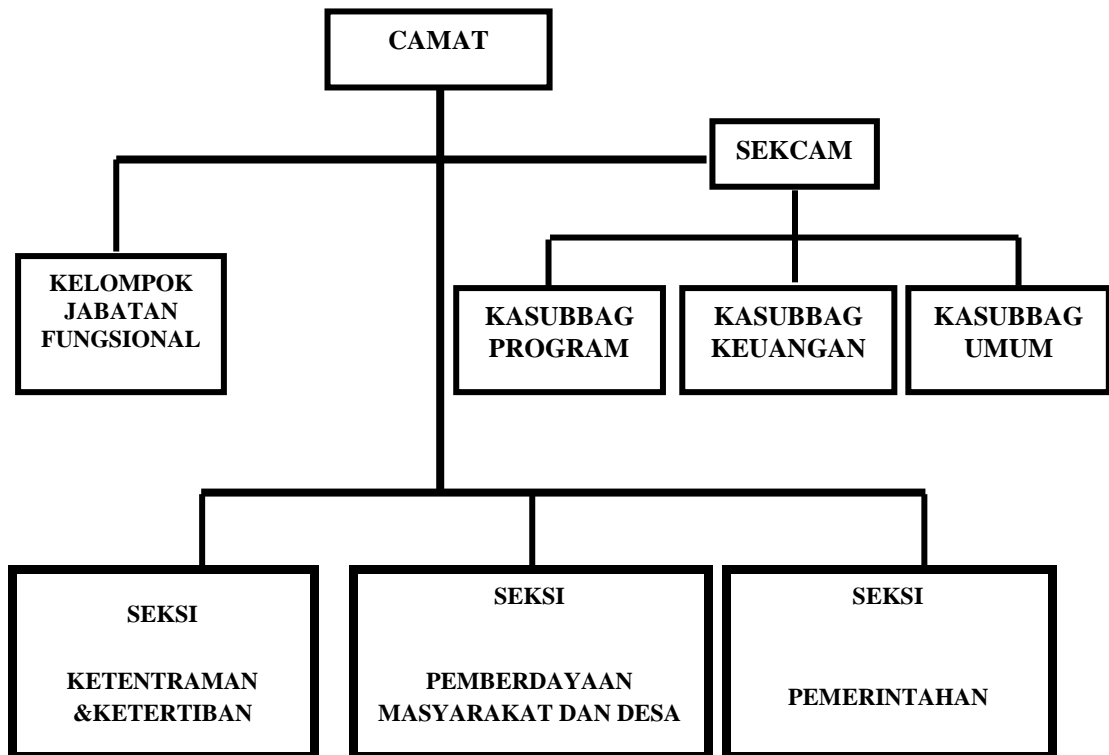 CAMAT
SEKCAM
KELOMPOK
JABATAN
FUNGSIONAL
KASUBBAG
PROGRAM
KASUBBAG
KEUANGAN
KASUBBAG
UMUM
SEKSI
KETENTRAMAN
&KETERTIBAN
SEKSI
PEMBERDAYAAN
MASYARAKAT DAN DESA
SEKSI
PEMERINTAHAN